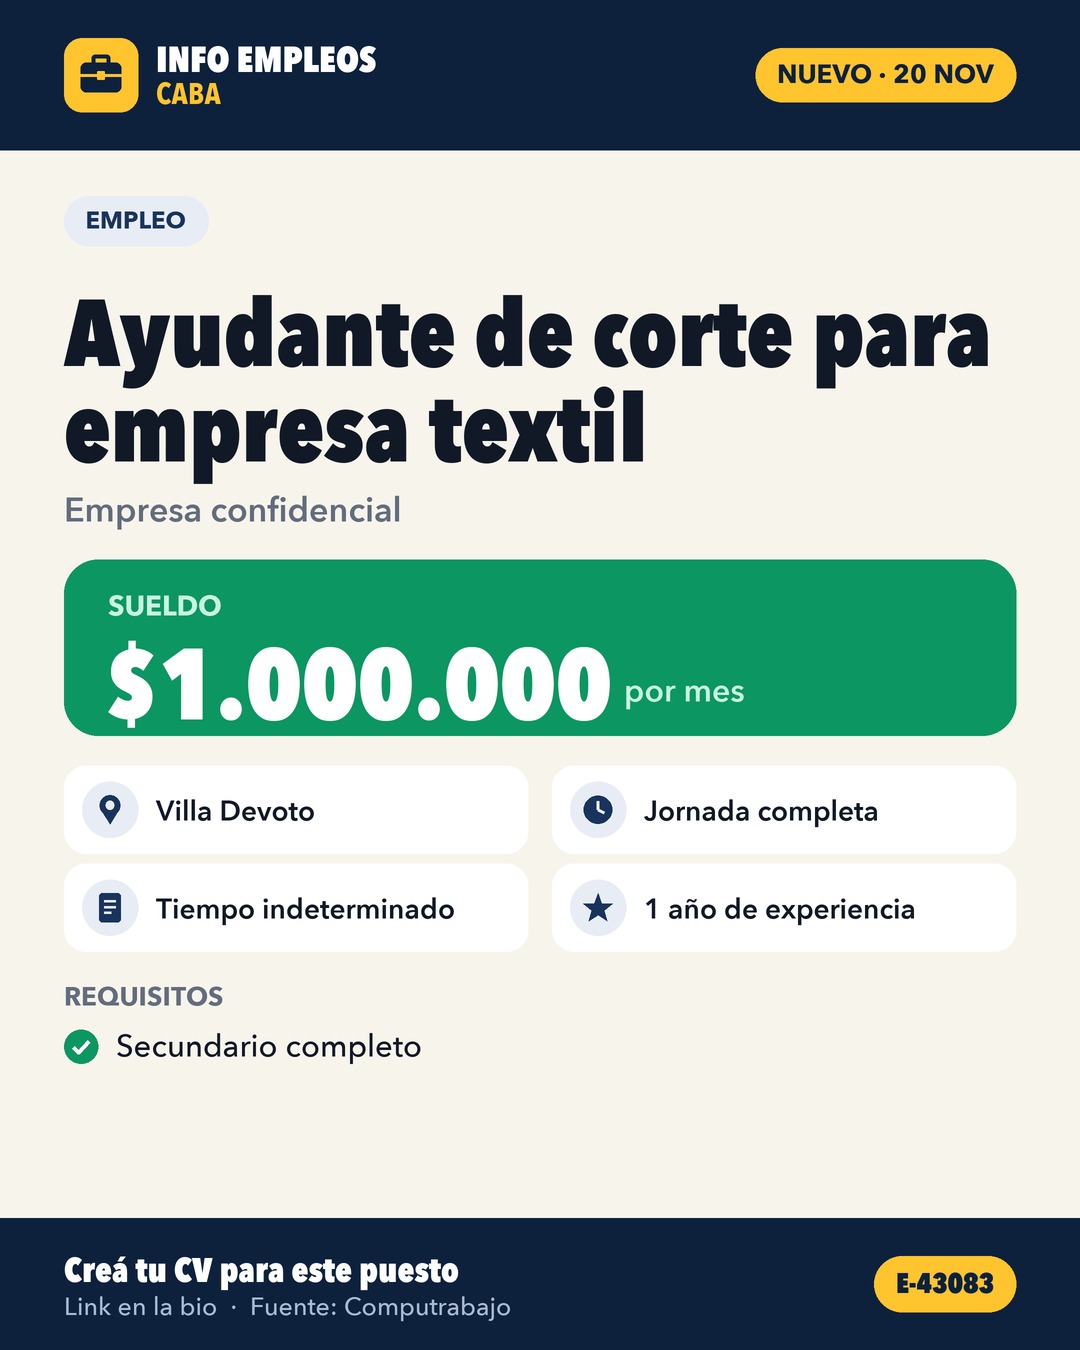 INFO EMPLEOS
CABA
NUEVO · 20 NOV
EMPLEO
Ayudante de corte para
empresa textil
Empresa confidencial
SUELDO
$1.000.000 por mes
Villa Devoto
Jornada completa
Tiempo indeterminado
1 año de experiencia
REQUISITOS
Secundario completo
Creá tu CV para este puesto
Link en la bio · Fuente: Computrabajo
E-43083